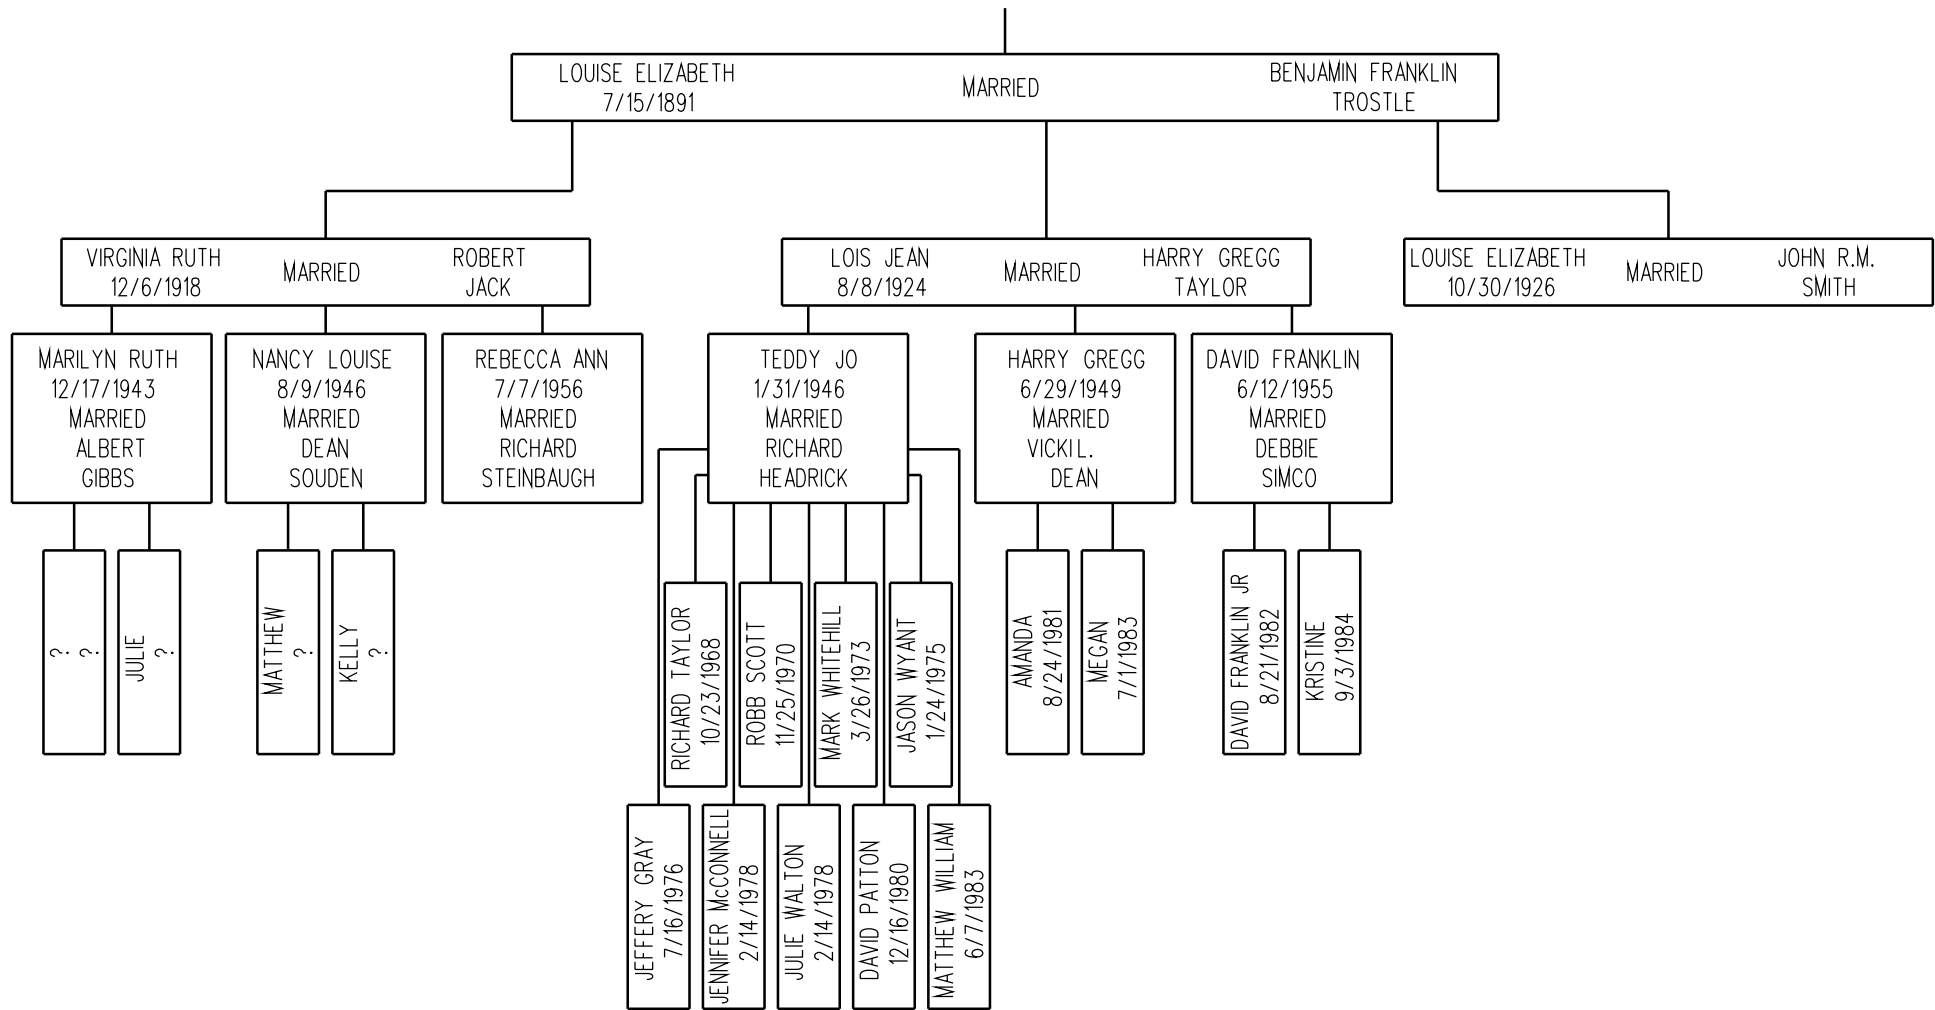 LOUISE ELIZABETH
7/15/1891
MARRIED
BENJAMIN FRANKLIN
TROSTLE
VIRGINIA RUTH
12/6/1918
MARRIED
ROBERT
JACK
LOIS JEAN
8/8/1924
MARRIED
HARRY GREGG
TAYLOR
LOUISE ELIZABETH
10/30/1926
MARRIED
JOHN R.M.
SMITH
MARILYN RUTH
12/17/1943
MARRIED
ALBERT
GIBBS
NANCY LOUISE
8/9/1946
MARRIED
DEAN
SOUDEN
REBECCA ANN
7/7/1956
MARRIED
RICHARD
STEINBAUGH
TEDDY JO
1/31/1946
MARRIED
RICHARD
HEADRICK
HARRY GREGG
6/29/1949
MARRIED
VICKIL.
DEAN
DAVID FRANKLIN
6/12/1955
MARRIED
DEBBIE
SIMCO
?
?
JULIE
?
MATTHEW
?
KELLY
?
RICHARD TAYLOR
10/23/1968
ROBB SCOTT
11/25/1970
MARK WHITEHILL
3/26/1973
JASON WYANT
1/24/1975
AMANDA
8/24/1981
MEGAN
7/1/1983
DAVID FRANKLIN JR
8/21/1982
KRISTINE
9/3/1984
JEFFERY GRAY
7/16/1976
JENNIFER McCONNELL
2/14/1978
JULIE WALTON
2/14/1978
DAVID PATTON
12/16/1980
MATTHEW WILLIAM
6/7/1983